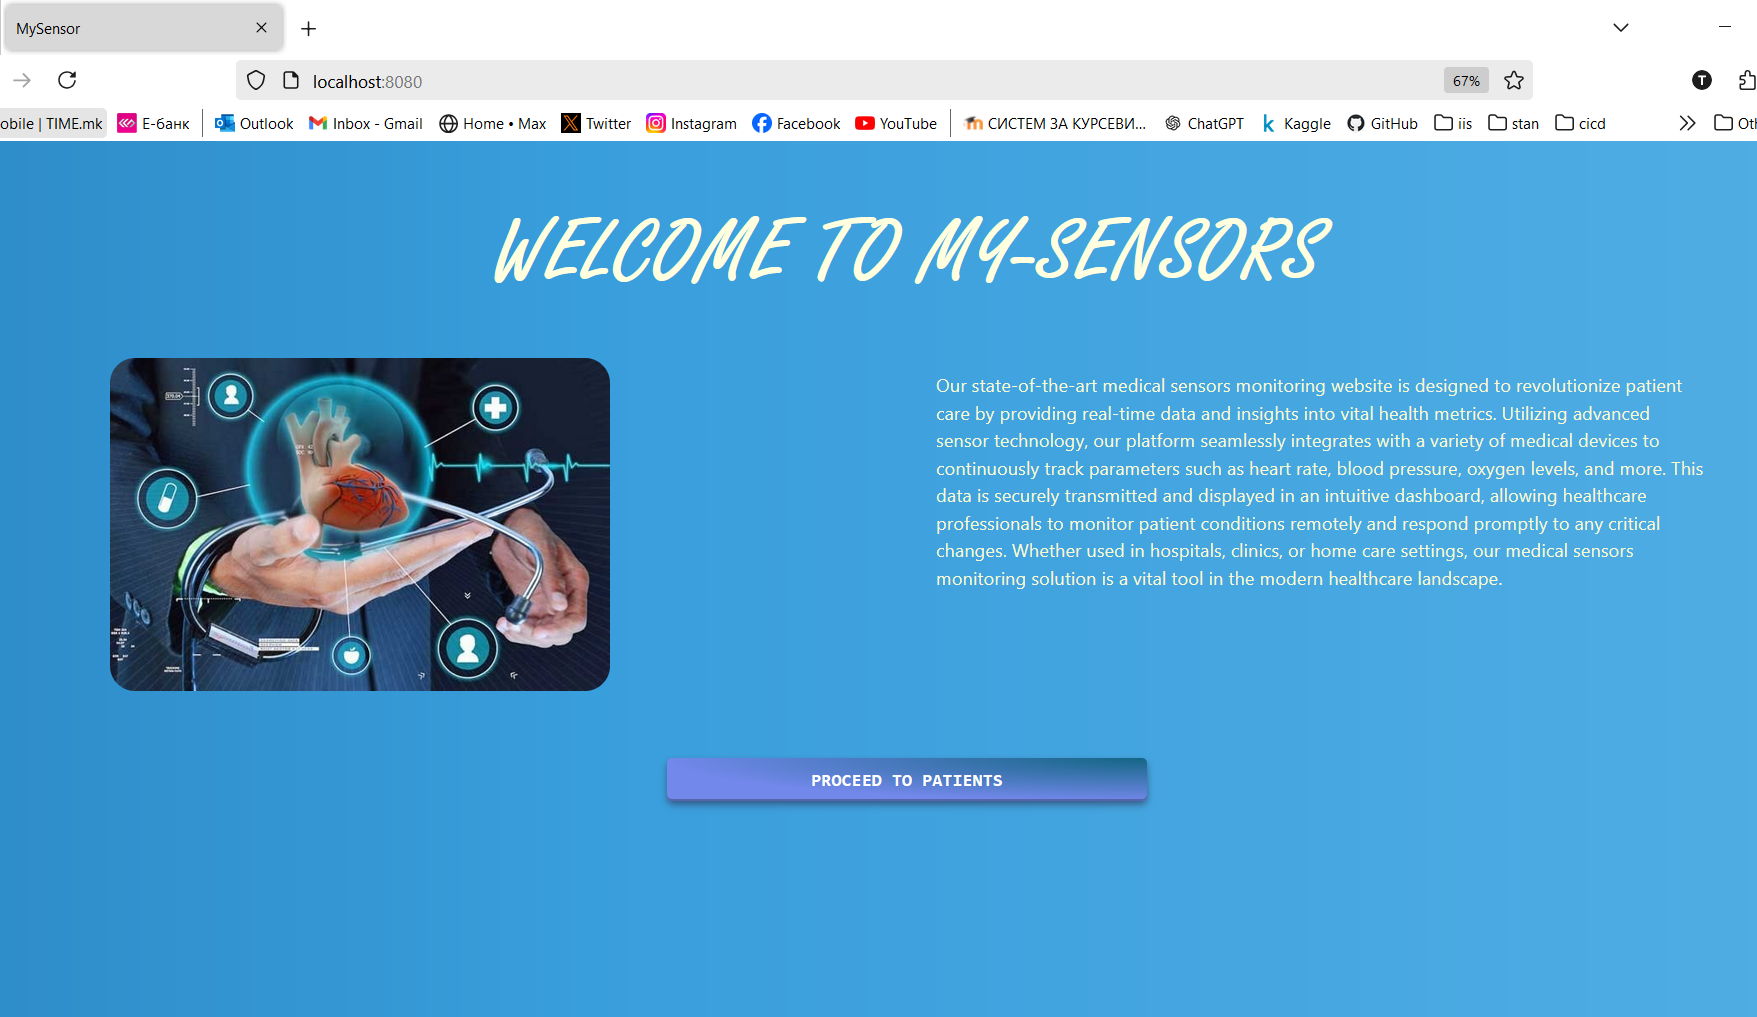 MySensor
localhost:8080
67%
T
obile | TIME.mk
Е-банк
Outlook
Inbox - Gmail
Home • Max
Twitter
Instagram
Facebook
YouTube
СИСТЕМ ЗА КУРСЕВИ...
ChatGPT
Kaggle
GitHub
iis
stan
cicd
Oth
WELCOME TO MY-SENSORS
Our state-of-the-art medical sensors monitoring website is designed to revolutionize patient
care by providing real-time data and insights into vital health metrics. Utilizing advanced
sensor technology, our platform seamlessly integrates with a variety of medical devices to
continuously track parameters such as heart rate, blood pressure, oxygen levels, and more. This
data is securely transmitted and displayed in an intuitive dashboard, allowing healthcare
professionals to monitor patient conditions remotely and respond promptly to any critical
changes. Whether used in hospitals, clinics, or home care settings, our medical sensors
monitoring solution is a vital tool in the modern healthcare landscape.
PROCEED TO PATIENTS